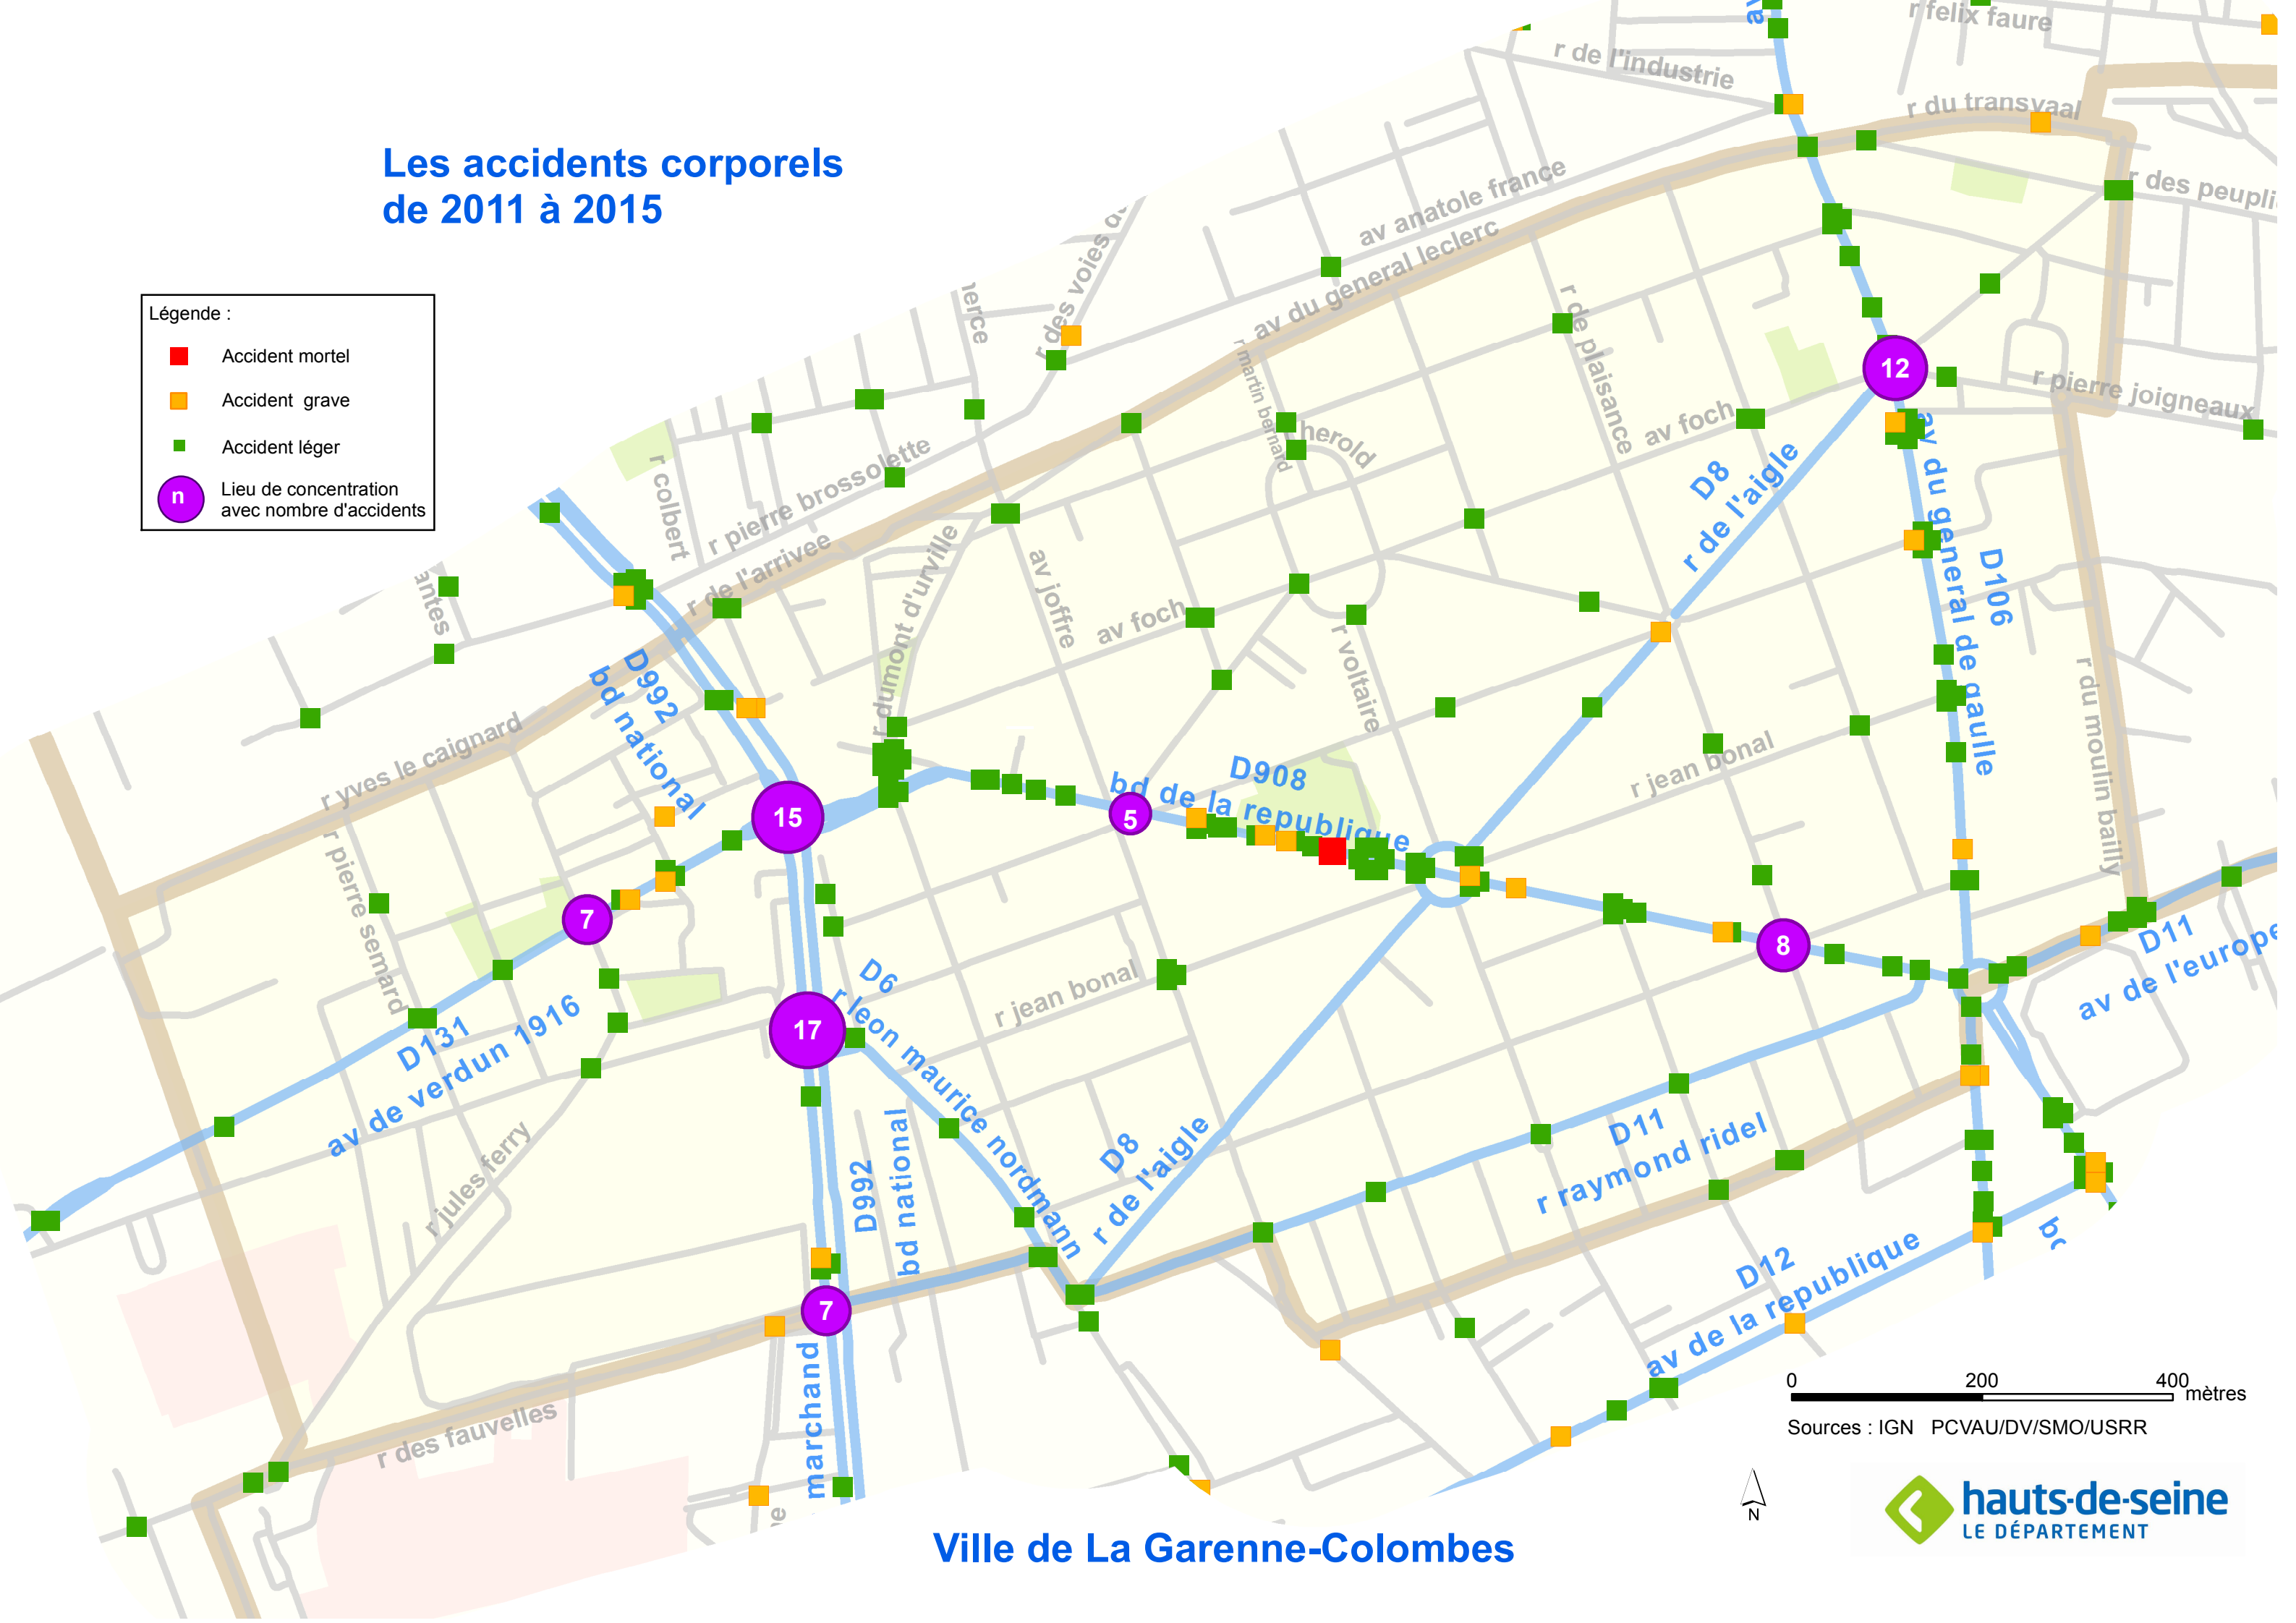 Les accidents corporels
de 2011 à 2015
Légende :
Accident mortel
Accident grave
Accident léger
n
Lieu de concentration
avec nombre d'accidents
r felix faure
r de l'industrie
r du transvaal
r des peupli
av anatole france
av du general leclerc
r des voies d
r martin bernard
herold
r de plaisance
av foch
r pierre joigneaux
12
D8
r de l'aigle
av du general de gaulle
D106
r colbert
r pierre brossolette
r de l'arrivee
r dumont d'urville
av joffre
av foch
r voltaire
D992
bd national
r yves le caignard
r pierre semard
15
5
D908
bd de la republique
r jean bonal
r du moulin bailly
7
8
D11
av de l'europe
17
D6
r leon maurice nordmann
r jean bonal
D131
av de verdun 1916
r jules ferry
D992
bd national
D8
r de l'aigle
D11
r raymond ridel
7
marchand
D12
av de la republique
r des fauvelles
0 200 400
mètres
Sources : IGN PCVAU/DV/SMO/USRR
N
hauts-de-seine
LE DÉPARTEMENT
Ville de La Garenne-Colombes